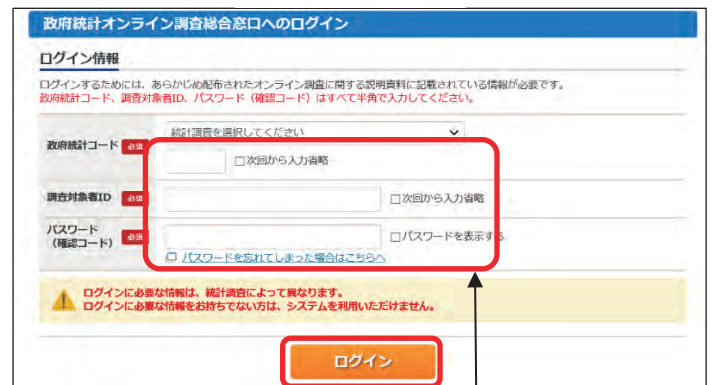 政府統計オンライン調査総合窓口へのログイン
ログイン情報
ログインするためには、あらかじめ配布されたオンライン調査に関する説明資料に記載されている情報が必要です。
政府統計コード、調査対象者ID、パスワード（確認コード）はすべて半角で入力してください。
統計調査を選択してください
政府統計コード 必須
次回から入力省略
調査対象者ID 必須 次回から入力省略
パスワード
（確認コード） 必須 パスワードを表示する
パスワードを忘れてしまった場合はこちらへ
ログインに必要な情報は、統計調査によって異なります。
ログインに必要な情報をお持ちでない方は、システムを利用いただけません。
ログイン